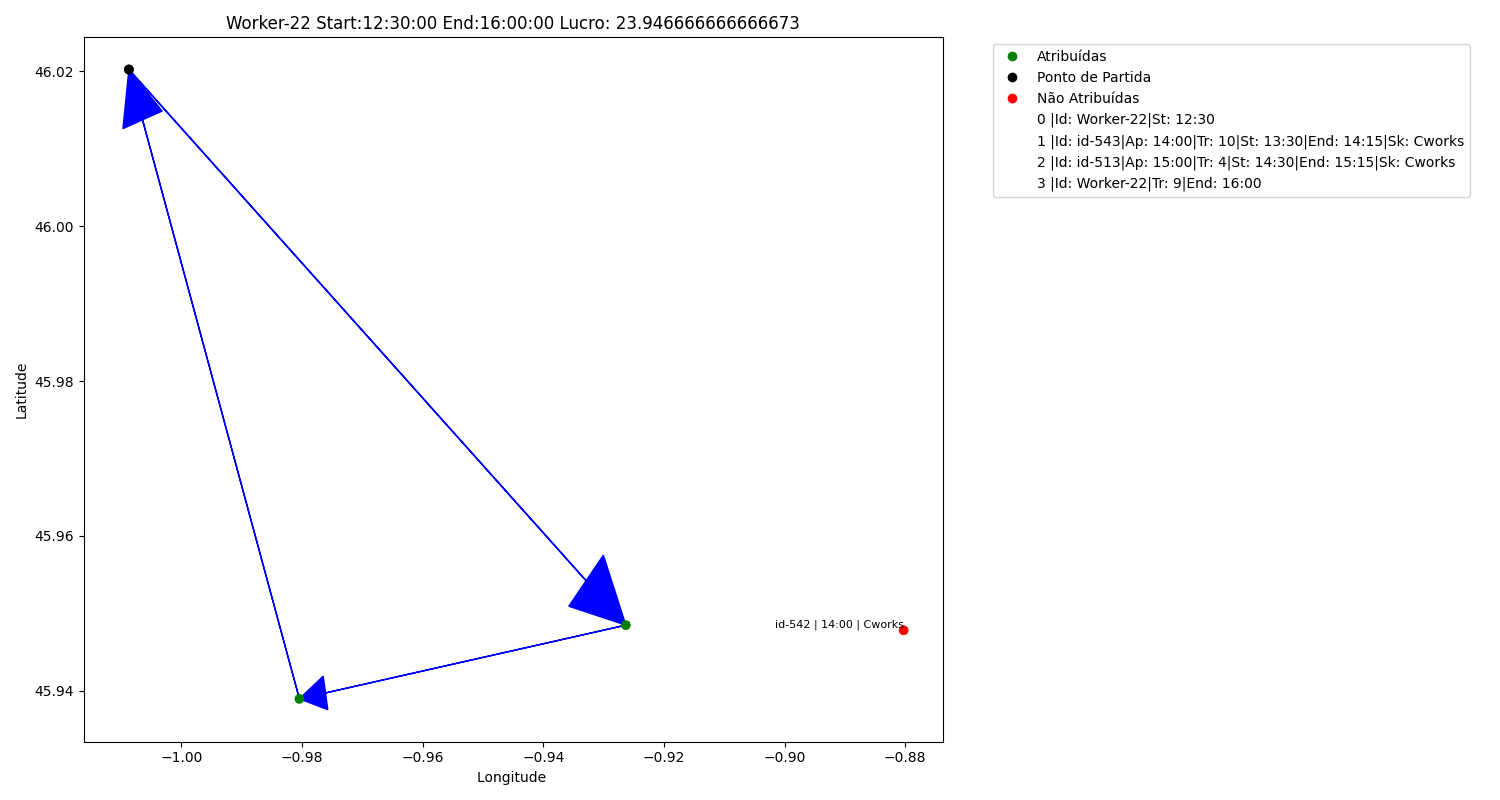 Worker-22 Start:12:30:00 End:16:00:00 Lucro: 23.946666666666673
46.02
46.00
45.98
45.96
45.94
Latitude
−1.00
−0.98
−0.96
−0.94
−0.92
−0.90
−0.88
Longitude
id-542 | 14:00 | Cworks
Atribuídas
Ponto de Partida
Não Atribuídas
0 |Id: Worker-22|St: 12:30
1 |Id: id-543|Ap: 14:00|Tr: 10|St: 13:30|End: 14:15|Sk: Cworks
2 |Id: id-513|Ap: 15:00|Tr: 4|St: 14:30|End: 15:15|Sk: Cworks
3 |Id: Worker-22|Tr: 9|End: 16:00